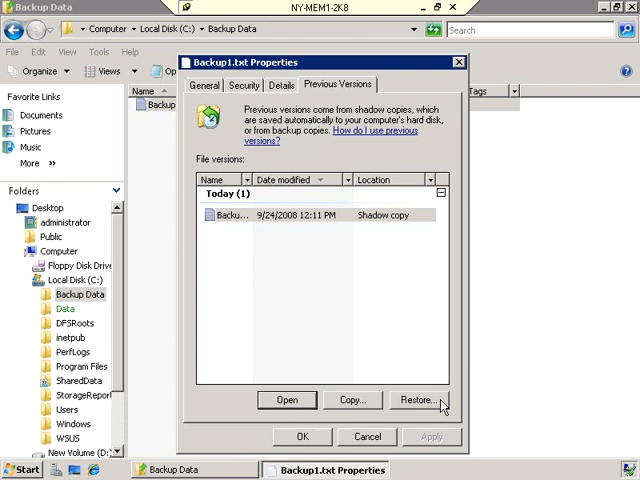 Backup Data
NY-MEM1-2K8
Computer
Local Disk (C:)
Backup Data
Search
File
Edit
View
Tools
Organize
Views
Name
Tags
Backup
Favorite Links
Documents
Pictures
Music
More
Folders
Desktop
administrator
Public
Computer
Floppy Disk Drive
Local Disk (C:)
Backup Data
Data
DFSRoots
inetpub
PerfLogs
Program Files
SharedData
StorageRepor
Users
Windows
WSUS
New Volume (D:)
Backup1.txt Properties
General
Security
Details
Previous Versions
Previous versions come from shadow copies, which
are saved automatically to your computer's hard disk,
or from backup copies. How do I use previous
versions?
File versions:
Name
Date modified
Location
Today (1)
Backu...
9/24/2008 12:11 PM
Shadow copy
Open
Copy...
Restore...
OK
Cancel
Apply
Start
Backup Data
Backup1.txt Properties